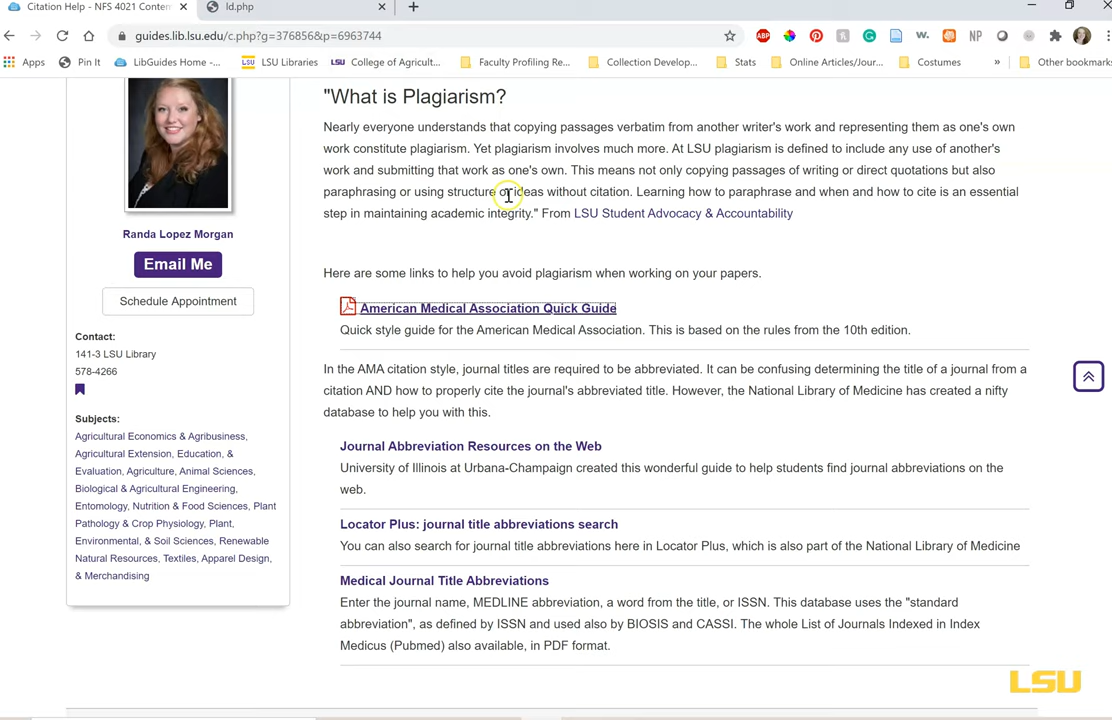 Citation Help - NFS 4021 Conten
ld.php
guides.lib.lsu.edu/c.php?g=376856&p=6963744
ABP
W.
NP
Apps
Pin It
LibGuides Home -...
LSU
LSU Libraries
LSU
College of Agricult...
Faculty Profiling Re...
Collection Develop...
Stats
Online Articles/Jour...
Costumes
»
Other bookmarks
"What is Plagiarism?
Nearly everyone understands that copying passages verbatim from another writer's work and representing them as one's own
work constitute plagiarism. Yet plagiarism involves much more. At LSU plagiarism is defined to include any use of another's
work and submitting that work as one's own. This means not only copying passages of writing or direct quotations but also
paraphrasing or using structure or ideas without citation. Learning how to paraphrase and when and how to cite is an essential
step in maintaining academic integrity." From LSU Student Advocacy & Accountability
Here are some links to help you avoid plagiarism when working on your papers.
American Medical Association Quick Guide
Quick style guide for the American Medical Association. This is based on the rules from the 10th edition.
In the AMA citation style, journal titles are required to be abbreviated. It can be confusing determining the title of a journal from a
citation AND how to properly cite the journal's abbreviated title. However, the National Library of Medicine has created a nifty
database to help you with this.
Journal Abbreviation Resources on the Web
University of Illinois at Urbana-Champaign created this wonderful guide to help students find journal abbreviations on the
web.
Locator Plus: journal title abbreviations search
You can also search for journal title abbreviations here in Locator Plus, which is also part of the National Library of Medicine
Medical Journal Title Abbreviations
Enter the journal name, MEDLINE abbreviation, a word from the title, or ISSN. This database uses the "standard
abbreviation", as defined by ISSN and used also by BIOSIS and CASSI. The whole List of Journals Indexed in Index
Medicus (Pubmed) also available, in PDF format.
Randa Lopez Morgan
Email Me
Schedule Appointment
Contact:
141-3 LSU Library
578-4266
Subjects:
Agricultural Economics & Agribusiness,
Agricultural Extension, Education, &
Evaluation, Agriculture, Animal Sciences,
Biological & Agricultural Engineering,
Entomology, Nutrition & Food Sciences, Plant
Pathology & Crop Physiology, Plant,
Environmental, & Soil Sciences, Renewable
Natural Resources, Textiles, Apparel Design,
& Merchandising
LSU